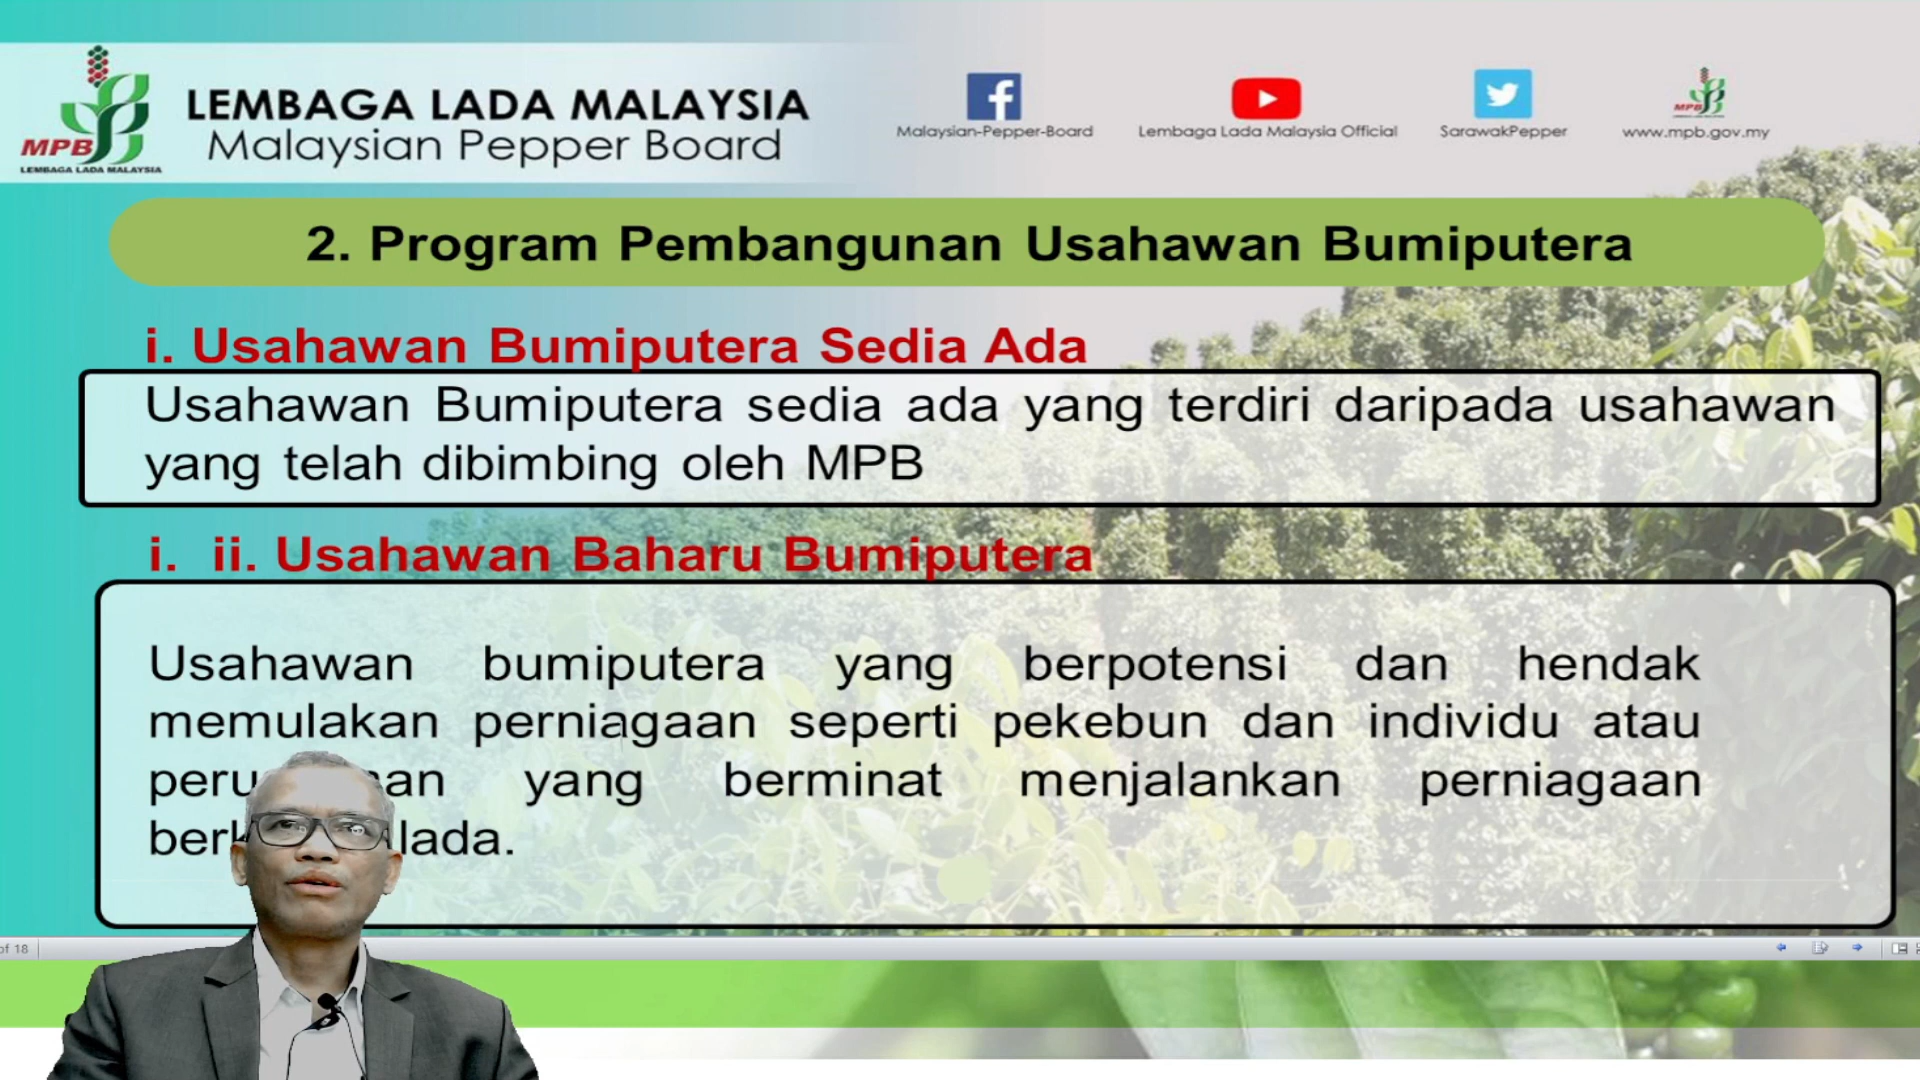 MPB
LEMBAGA LADA MALAYSIA
LEMBAGA LADA MALAYSIA
Malaysian Pepper Board
Malaysian-Pepper-Board
Lembaga Lada Malaysia Official
SarawakPepper
MPB
www.mpb.gov.my
2. Program Pembangunan Usahawan Bumiputera
i. Usahawan Bumiputera Sedia Ada
Usahawan Bumiputera sedia ada yang terdiri daripada usahawan
yang telah dibimbing oleh MPB
i. ii. Usahawan Baharu Bumiputera
Usahawan bumiputera yang berpotensi dan hendak
memulakan perniagaan seperti pekebun dan individu atau
yang berminat menjalankan perniagaan
lada.
of 18